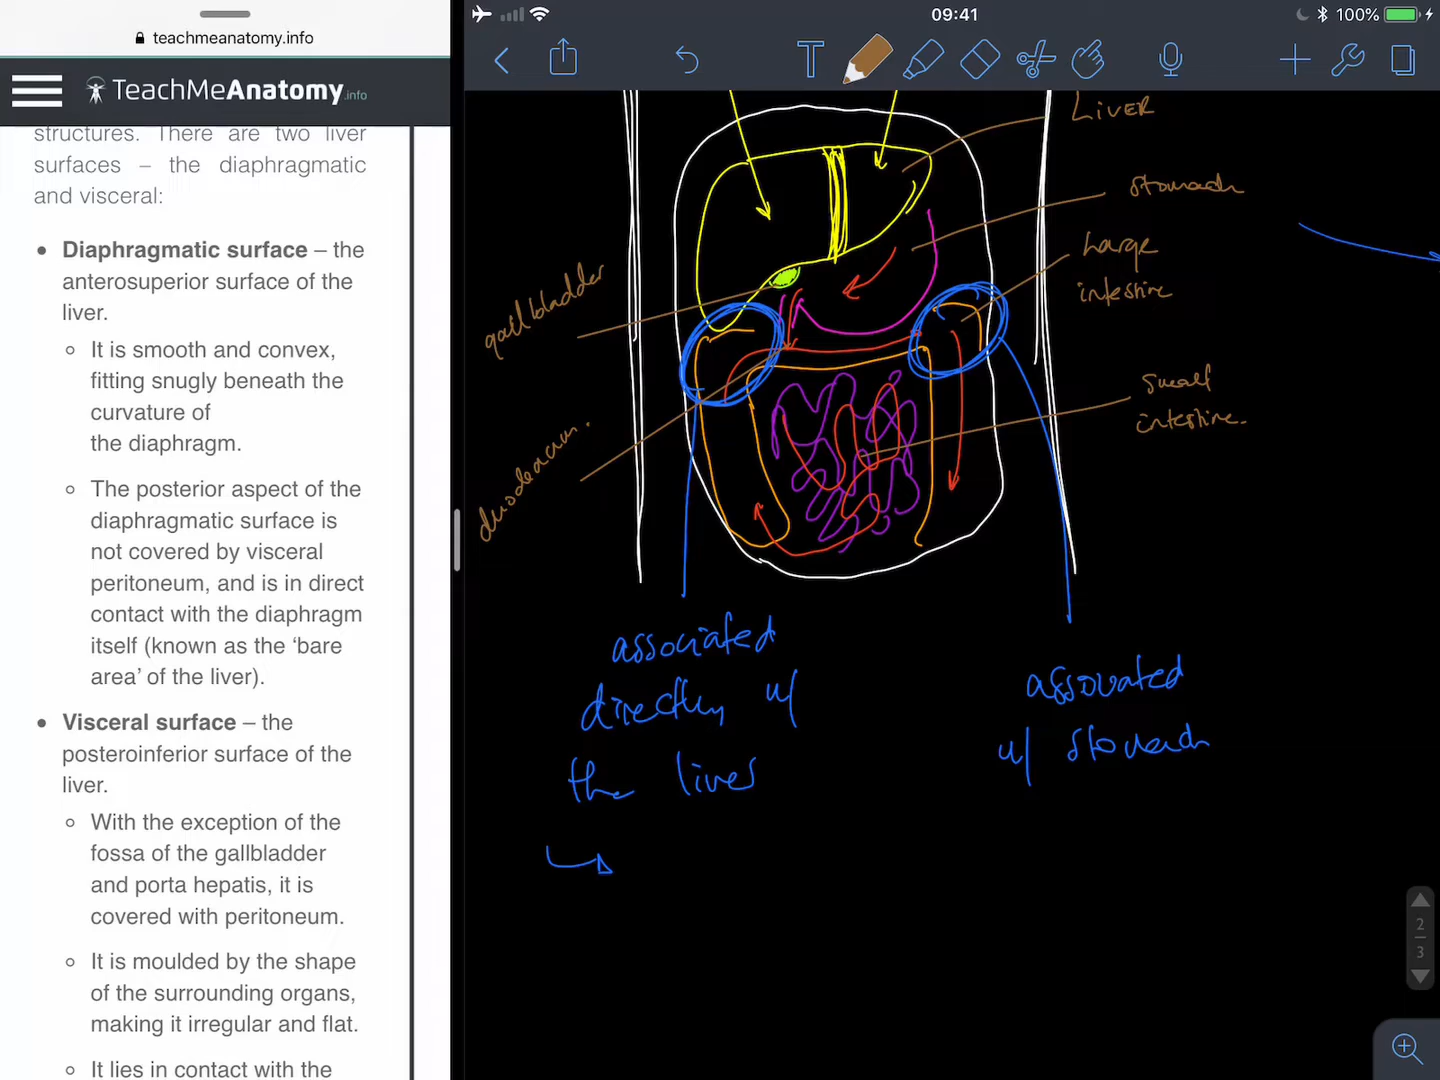 teachmeanatomy.info
TeachMeAnatomy.info
structures. There are two liver
surfaces – the diaphragmatic
and visceral:
• Diaphragmatic surface – the
anterosuperior surface of the
liver.
It is smooth and convex,
fitting snugly beneath the
curvature of
the diaphragm.
The posterior aspect of the
diaphragmatic surface is
not covered by visceral
peritoneum, and is in direct
contact with the diaphragm
itself (known as the ‘bare
area’ of the liver).
• Visceral surface – the
posteroinferior surface of the
liver.
With the exception of the
fossa of the gallbladder
and porta hepatis, it is
covered with peritoneum.
It is moulded by the shape
of the surrounding organs,
making it irregular and flat.
It lies in contact with the
09:41
100%
T
LIVER
stomach
Large
intestine
gallbladder
small
intestine.
duodenum.
associated
directly w/
the liver
associated
w/ stomach
2
3